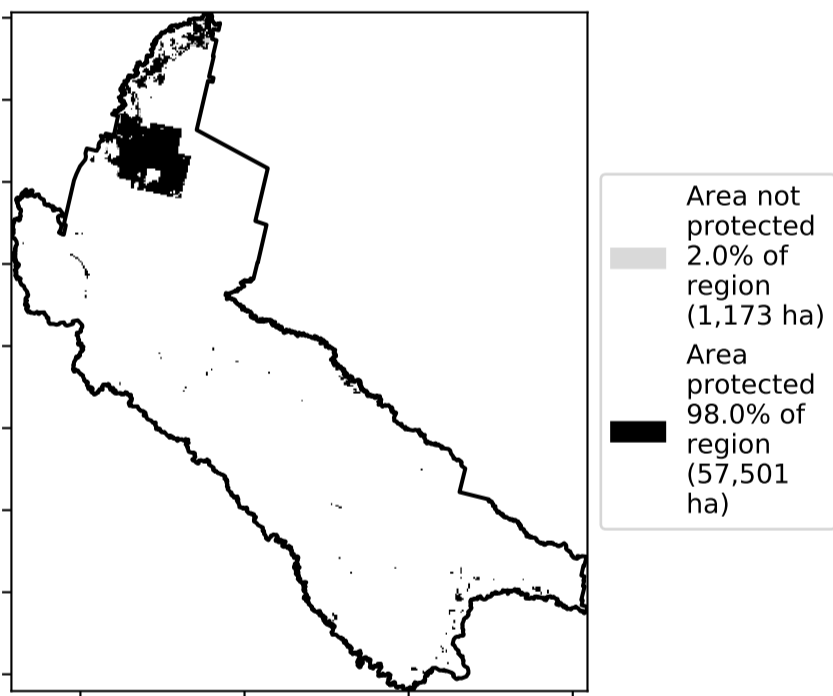 Area not
protected
2.0% of
region
(1,173 ha)
Area
protected
98.0% of
region
(57,501
ha)